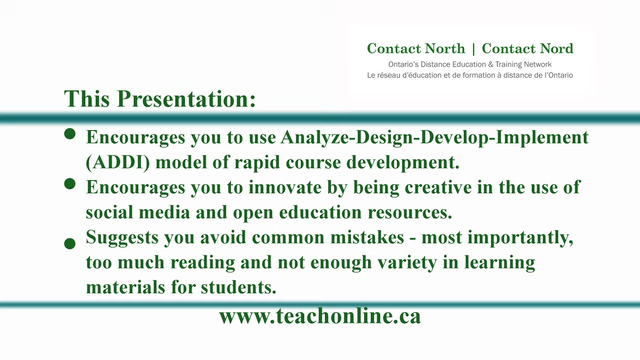 Contact North | Contact Nord
Ontario's Distance Education & Training Network
Le réseau d'éducation et de formation à distance de l'Ontario
This Presentation:
Encourages you to use Analyze-Design-Develop-Implement
(ADDI) model of rapid course development.
Encourages you to innovate by being creative in the use of
social media and open education resources.
Suggests you avoid common mistakes - most importantly,
too much reading and not enough variety in learning
materials for students.
www.teachonline.ca